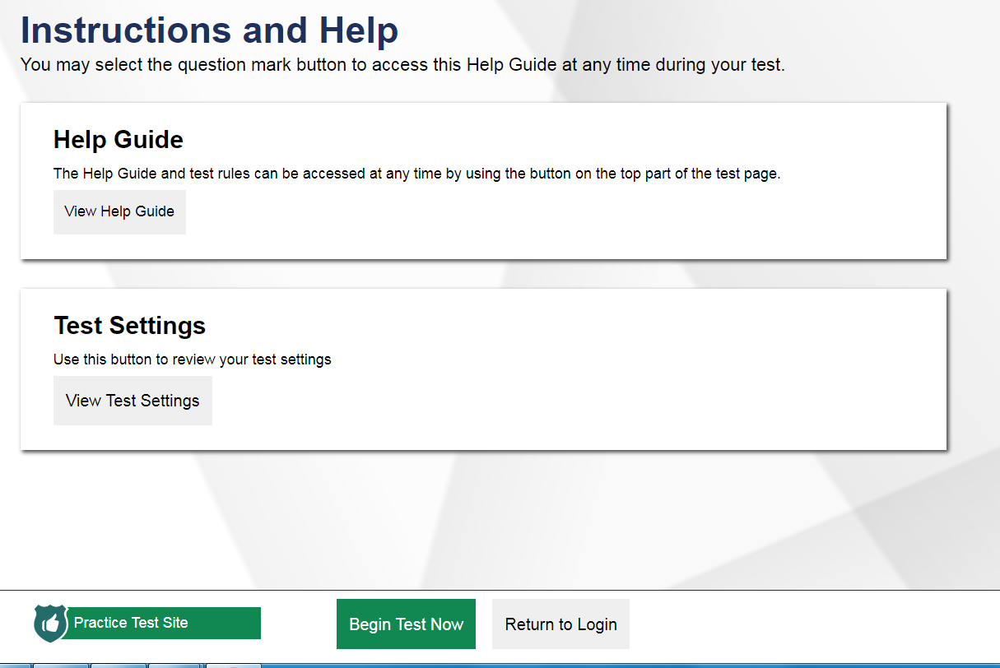 Instructions and Help
You may select the question mark button to access this Help Guide at any time during your test.
Help Guide
The Help Guide and test rules can be accessed at any time by using the button on the top part of the test page.
View Help Guide
Test Settings
Use this button to review your test settings
View Test Settings
Practice Test Site
Begin Test Now
Return to Login